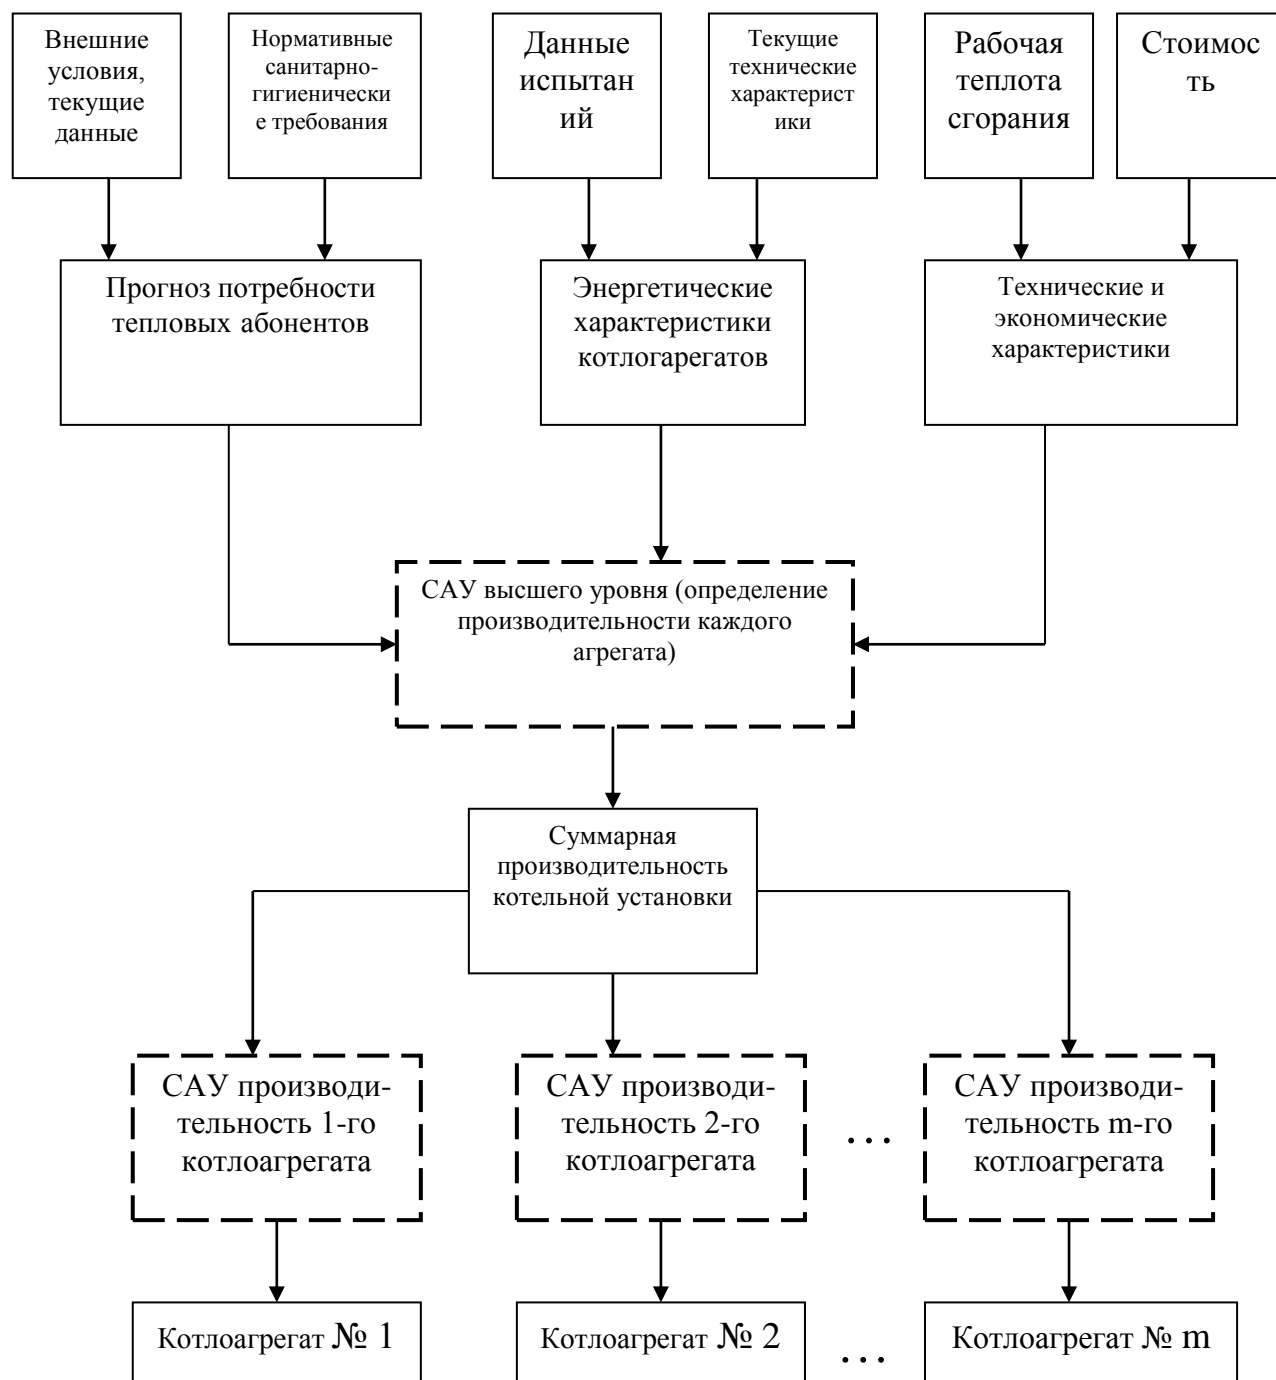 Внешние
условия,
текущие
данные
Нормативные
санитарно-
гигиенически
е требования
Данные
испытан
ий
Текущие
технические
характерист
ики
Рабочая
теплота
сгорания
Стоимос
ть
Прогноз потребности
тепловых абонентов
Энергетические
характеристики
котлогарегатов
Технические и
экономические
характеристики
САУ высшего уровня (определение
производительности каждого
агрегата)
Суммарная
производительность
котельной установки
САУ производи-
тельность 1-го
котлоагрегата
САУ производи-
тельность 2-го
котлоагрегата
...
САУ производи-
тельность m-го
котлоагрегата
Котлоагрегат № 1
Котлоагрегат № 2
...
Котлоагрегат № m